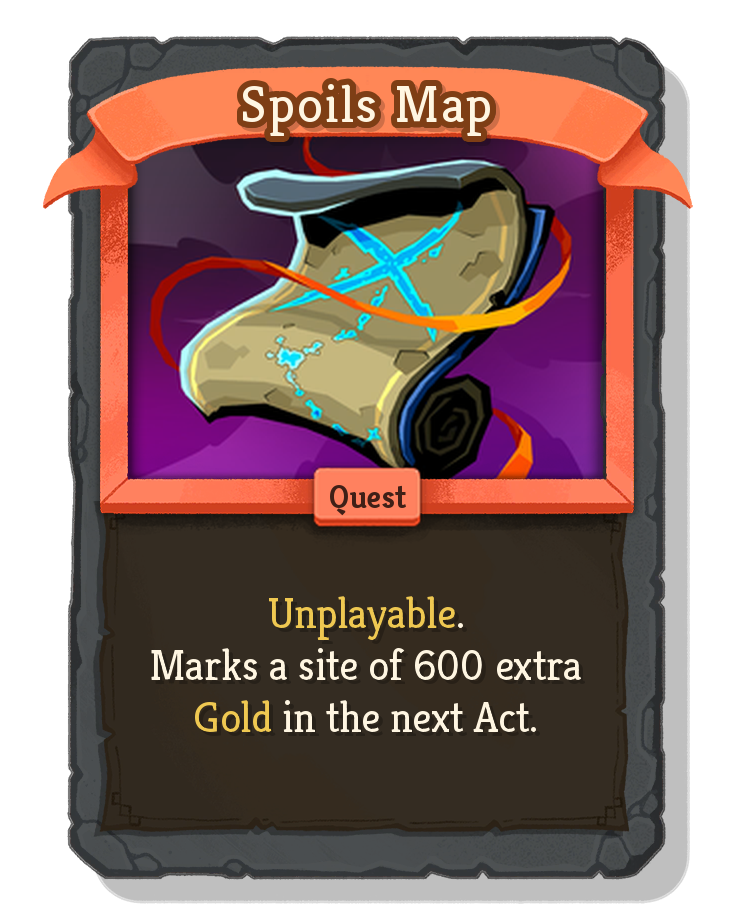 Spoils Map
Quest
Unplayable.
Marks a site of 600 extra
Gold in the next Act.